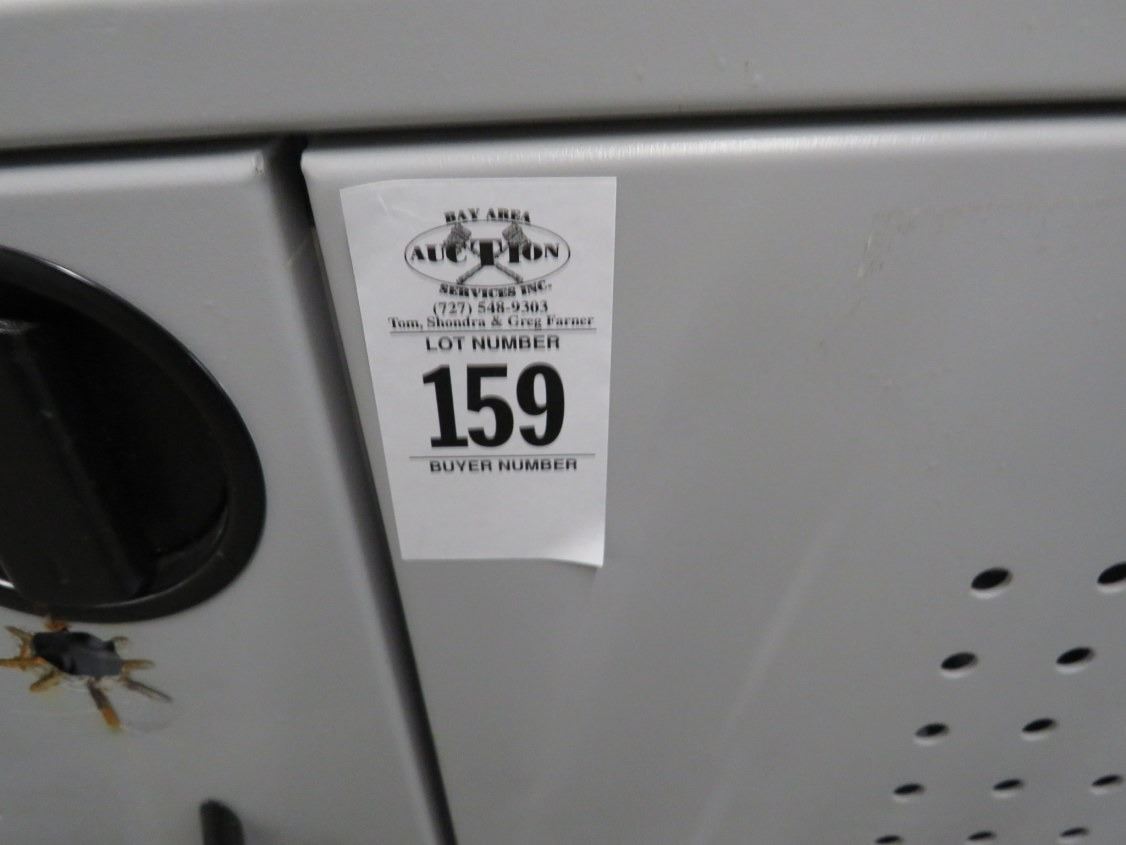 BAY AREA
AUCTION
SERVICES INC.
(727) 548-9303
Tom, Shondra & Greg Farner
LOT NUMBER
159
BUYER NUMBER